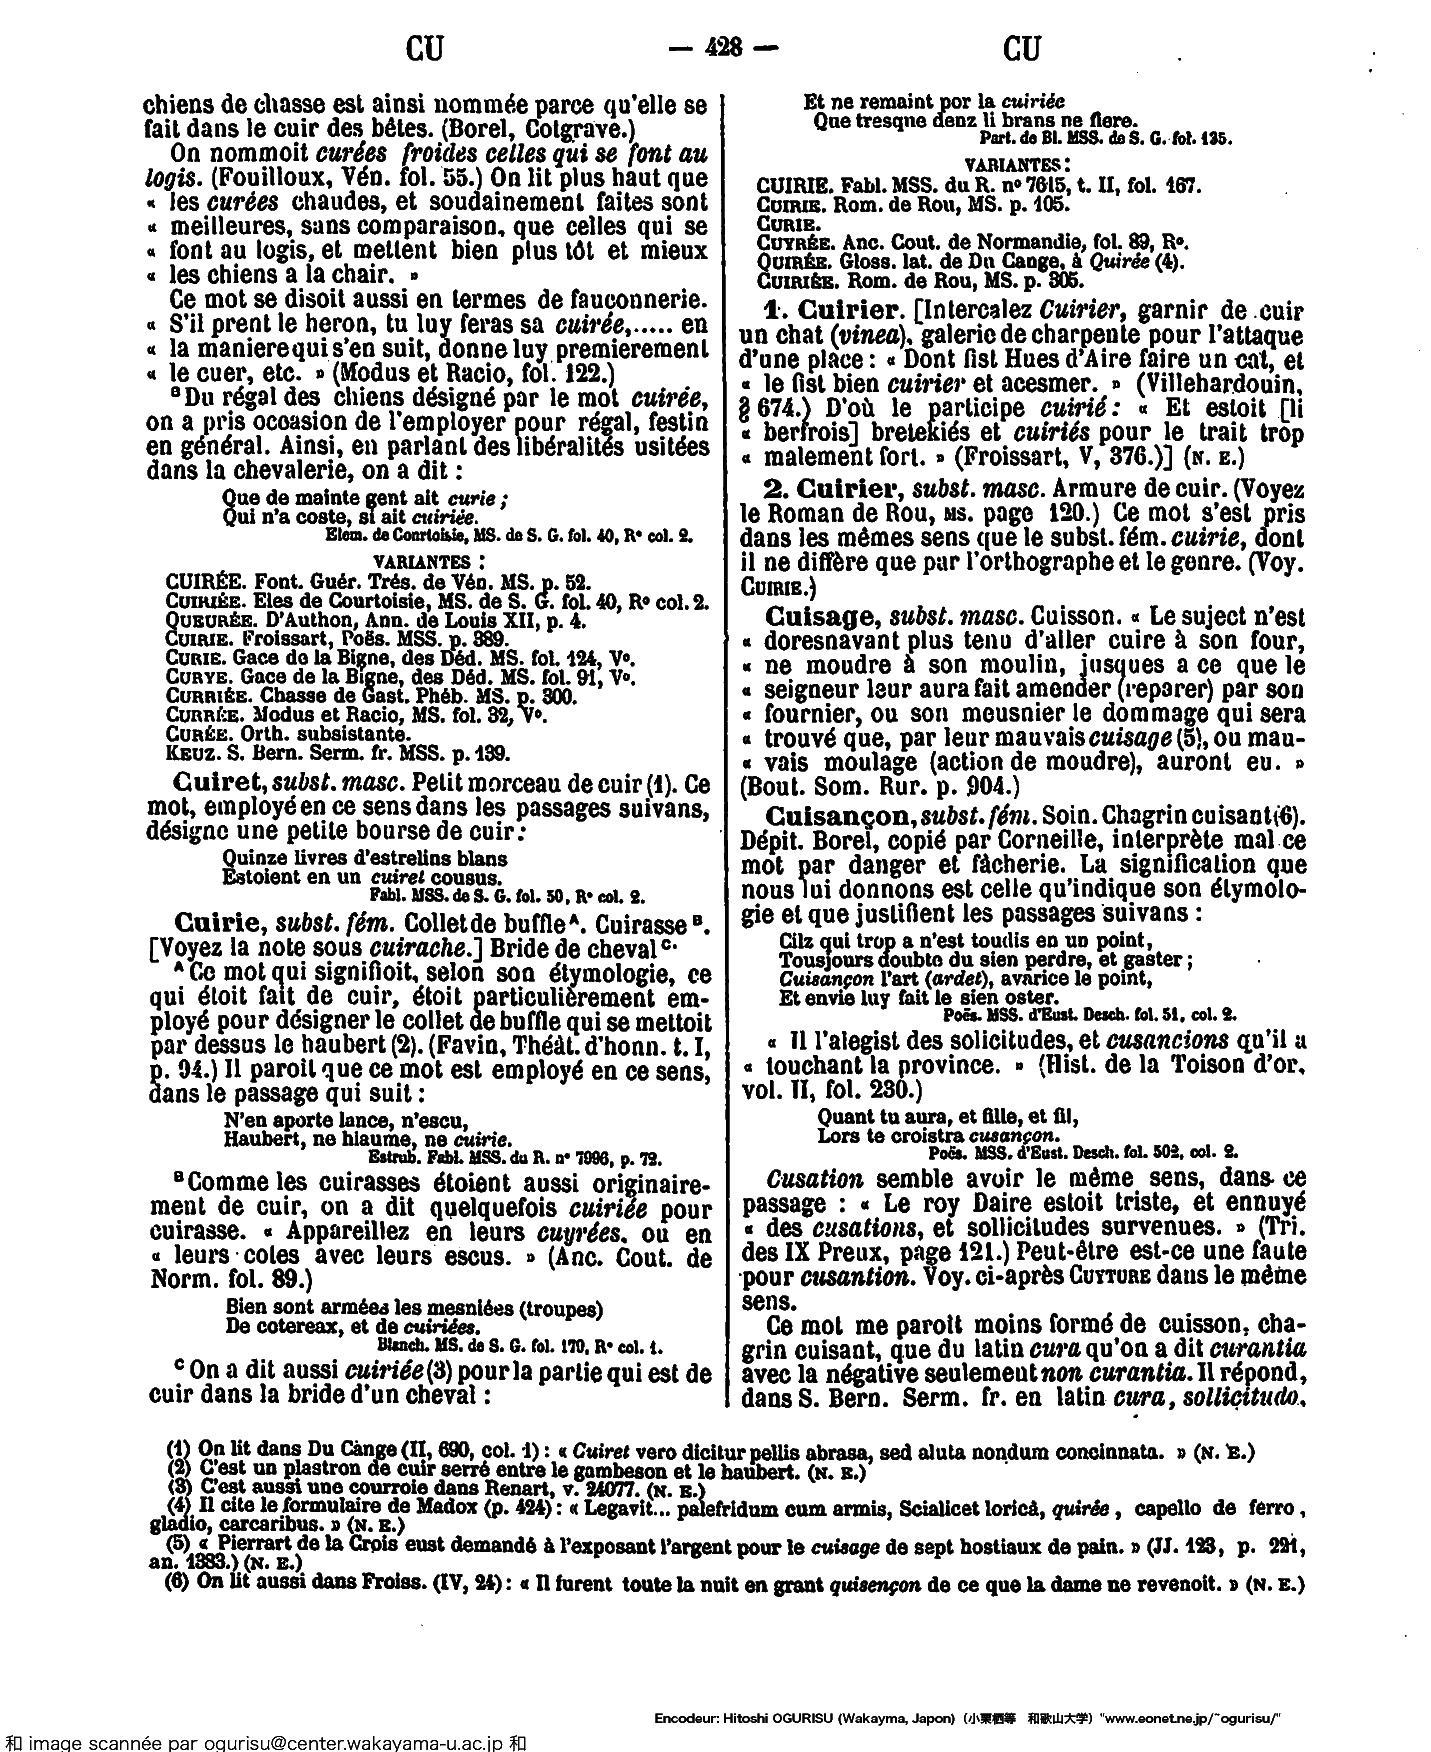 CU — 428 — CU
chiens de chasse est ainsi nommée parce qu'elle se
fait dans le cuir des bêtes. (Borel, Cotgrave.)
On nommoit curées froides celles qui se font au
logis. (Fouilloux, Vén. fol. 55.) On lit plus haut que
« les curées chaudes, et soudainement faites sont
« meilleures, sans comparaison, que celles qui se
« font au logis, et mettent bien plus tôt et mieux
« les chiens a la chair. »
Ce mot se disoit aussi en termes de fauconnerie.
« S'il prent le heron, tu luy feras sa cuirée,..... en
« la maniere qui s'en suit, donne luy premierement
« le cuer, etc. » (Modus et Racio, fol. 122.)
B Du régal des chiens désigné par le mot cuirée,
on a pris occasion de l'employer pour régal, festin
en général. Ainsi, en parlant des libéralités usitées
dans la chevalerie, on a dit :
Que de mainte gent ait curie ;
Qui n'a coste, si ait cuiriée.
Elem. de Courtoisie, MS. de S. G. fol. 40, R° col. 2.
VARIANTES :
CUIRÉE. Font. Guér. Trés. de Vén. MS. p. 52.
CUIRIÉE. Eles de Courtoisie, MS. de S. G. fol. 40, R° col. 2.
QUEURÉE. D'Authon, Ann. de Louis XII, p. 4.
CUIRIE. Froissart, Poës. MSS. p. 389.
CURIE. Gace de la Bigne, des Déd. MS. fol. 124, V°.
CURYE. Gace de la Bigne, des Déd. MS. fol. 91, V°.
CURRIÉE. Chasse de Gast. Phéb. MS. p. 300.
CURRÉE. Modus et Racio, MS. fol. 32, V°.
CURÉE. Orth. subsistante.
KEUZ. S. Bern. Serm. fr. MSS. p. 139.
Cuiret, subst. masc. Petit morceau de cuir (1). Ce
mot, employé en ce sens dans les passages suivans,
désigne une petite bourse de cuir :
Quinze livres d'estrelins blans
Estoient en un cuiret cousus.
Fabl. MSS. de S. G. fol. 50, R° col. 2.
Cuirie, subst. fém. Collet de buffle A. Cuirasse B.
[Voyez la note sous cuirache.] Bride de cheval C.
A Ce mot qui signifioit, selon son étymologie, ce
qui étoit fait de cuir, étoit particulièrement em-
ployé pour désigner le collet de buffle qui se mettoit
par dessus le haubert (2). (Favin, Théât. d'honn. t. I,
p. 94.) Il paroit que ce mot est employé en ce sens,
dans le passage qui suit :
N'en aporte lance, n'escu,
Haubert, ne hiaume, ne cuirie.
Estrub. Fabl. MSS. du R. n° 7996, p. 72.
B Comme les cuirasses étoient aussi originaire-
ment de cuir, on a dit quelquefois cuiriée pour
cuirasse. « Appareillez en leurs cuyrées, ou en
« leurs cotes avec leurs escus. » (Anc. Cout. de
Norm. fol. 89.)
Bien sont armées les mesniées (troupes)
De cotereax, et de cuiriées.
Blanch. MS. de S. G. fol. 170, R° col. 1.
C On a dit aussi cuiriée (3) pour la partie qui est de
cuir dans la bride d'un cheval :
Et ne remaint por la cuiriée
Que tresque denz li brans ne fiere.
Part. de Bl. MSS. de S. G. fol. 135.
VARIANTES :
CUIRIE. Fabl. MSS. du R. n° 7615, t. II, fol. 167.
CUIRIE. Rom. de Rou, MS. p. 105.
CURIE.
CUYRÉE. Anc. Cout. de Normandie, fol. 89, R°.
QUIRÉE. Gloss. lat. de Du Cange, à Quirée (4).
CUIRIÉE. Rom. de Rou, MS. p. 305.
1. Cuirier. [Intercalez Cuirier, garnir de cuir
un chat (vinea), galerie de charpente pour l'attaque
d'une place : « Dont fist Hues d'Aire faire un cat, et
« le fist bien cuirier et acesmer. » (Villehardouin,
§ 674.) D'où le participe cuirié : « Et estoit [li
« berfrois] bretekiés et cuiriés pour le trait trop
« malement fort. » (Froissart, V, 376.)] (N. E.)
2. Cuirier, subst. masc. Armure de cuir. (Voyez
le Roman de Rou, MS. page 120.) Ce mot s'est pris
dans les mêmes sens que le subst. fém. cuirie, dont
il ne diffère que par l'orthographe et le genre. (Voy.
CUIRIE.)
Cuisage, subst. masc. Cuisson. « Le suject n'est
« doresnavant plus tenu d'aller cuire à son four,
« ne moudre à son moulin, jusques a ce que le
« seigneur leur aura fait amender (reparer) par son
« fournier, ou son meusnier le dommage qui sera
« trouvé que, par leur mauvais cuisage (5), ou mau-
« vais moulage (action de moudre), auront eu. »
(Bout. Som. Rur. p. 904.)
Cuisançon, subst. fém. Soin. Chagrin cuisant (6).
Dépit. Borel, copié par Corneille, interprète mal ce
mot par danger et fâcherie. La signification que
nous lui donnons est celle qu'indique son étymolo-
gie et que justifient les passages suivans :
Cilz qui trop a n'est toudis en un point,
Tousjours doubte du sien perdre, et gaster ;
Cuisançon l'art (ardet), avarice le point,
Et envie luy fait le sien oster.
Poës. MSS. d'Eust. Desch. fol. 51, col. 2.
« Il l'alegist des solicitudes, et cusancions qu'il a
« touchant la province. » (Hist. de la Toison d'or,
vol. II, fol. 230.)
Quant tu aura, et fille, et fil,
Lors te croistra cusançon.
Poës. MSS. d'Eust. Desch. fol. 502, col. 2.
Cusation semble avoir le même sens, dans ce
passage : « Le roy Daire estoit triste, et ennuyé
« des cusations, et sollicitudes survenues. » (Tri.
des IX Preux, page 121.) Peut-être est-ce une faute
pour cusantion. Voy. ci-après CUTTURE dans le même
sens.
Ce mot me paroit moins formé de cuisson, cha-
grin cuisant, que du latin cura qu'on a dit curantia
avec la négative seulement non curantia. Il répond,
dans S. Bern. Serm. fr. en latin cura, sollicitudo.
(1) On lit dans Du Cange (II, 690, col. 1) : « Cuiret vero dicitur pellis abrasa, sed aluta nondum concinnata. » (N. E.)
(2) C'est un plastron de cuir serré entre le gambeson et le haubert. (N. E.)
(3) C'est aussi une courroie dans Renart, v. 24077. (N. E.)
(4) Il cite le formulaire de Madox (p. 424) : « Legavit... palefridum cum armis, Scialicet loricâ, quirée, capello de ferro,
gladio, carcaribus. » (N. E.)
(5) « Pierrart de la Crois eust demandé à l'exposant l'argent pour le cuisage de sept hostiaux de pain. » (JJ. 123, p. 221,
an. 1383.) (N. E.)
(6) On lit aussi dans Froiss. (IV, 24) : « Il furent toute la nuit en grant quisençon de ce que la dame ne revenoit. » (N. E.)
Encodeur: Hitoshi OGURISU (Wakayma, Japon) (小栗栖等 和歌山大学) "www.eonet.ne.jp/~ogurisu/"
和 image scannée par ogurisu@center.wakayama-u.ac.jp 和